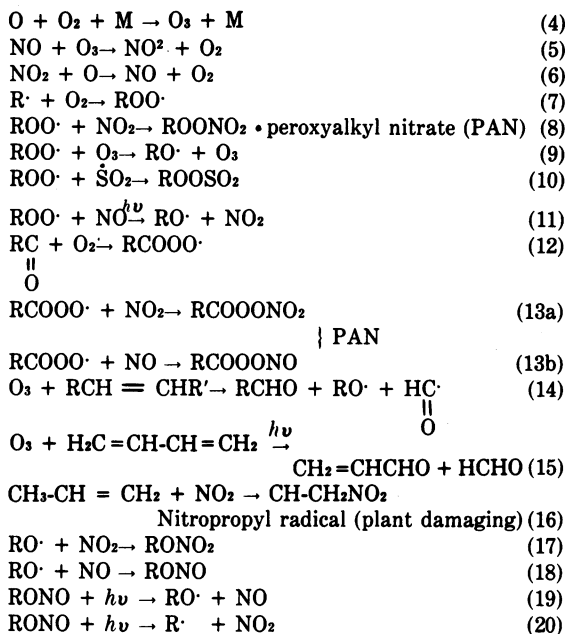 O + O₂ + M → O₃ + M (4)
NO + O₃→ NO² + O₂ (5)
NO₂ + O→ NO + O₂ (6)
R· + O₂→ ROO· (7)
ROO· + NO₂→ ROONO₂ • peroxyalkyl nitrate (PAN) (8)
ROO· + O₃→ RO· + O₃ (9)
ROO· + ṠO₂→ ROOSO₂ (10)
hν
ROO· + NO→ RO· + NO₂ (11)
RC + O₂→ RCOOO· (12)
||
O
RCOOO· + NO₂→ RCOOONO₂ (13a)
} PAN
RCOOO· + NO → RCOOONO (13b)
O₃ + RCH = CHR′→ RCHO + RO· + HC· (14)
||
O
hν
O₃ + H₂C=CH-CH=CH₂ →
CH₂=CHCHO + HCHO (15)
CH₃-CH = CH₂ + NO₂ → CH-CH₂NO₂
Nitropropyl radical (plant damaging) (16)
RO· + NO₂→ RONO₂ (17)
RO· + NO → RONO (18)
RONO + hν → RO· + NO (19)
RONO + hν → R· + NO₂ (20)